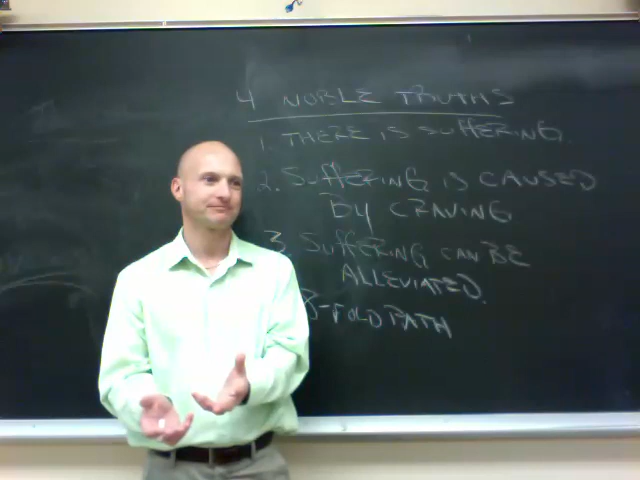 4 NOBLE TRUTHS
1. THERE IS SUFFERING.
2. SUFFERING IS CAUSED
BY CRAVING
3. SUFFERING CAN BE
ALLEVIATED.
8-FOLD PATH